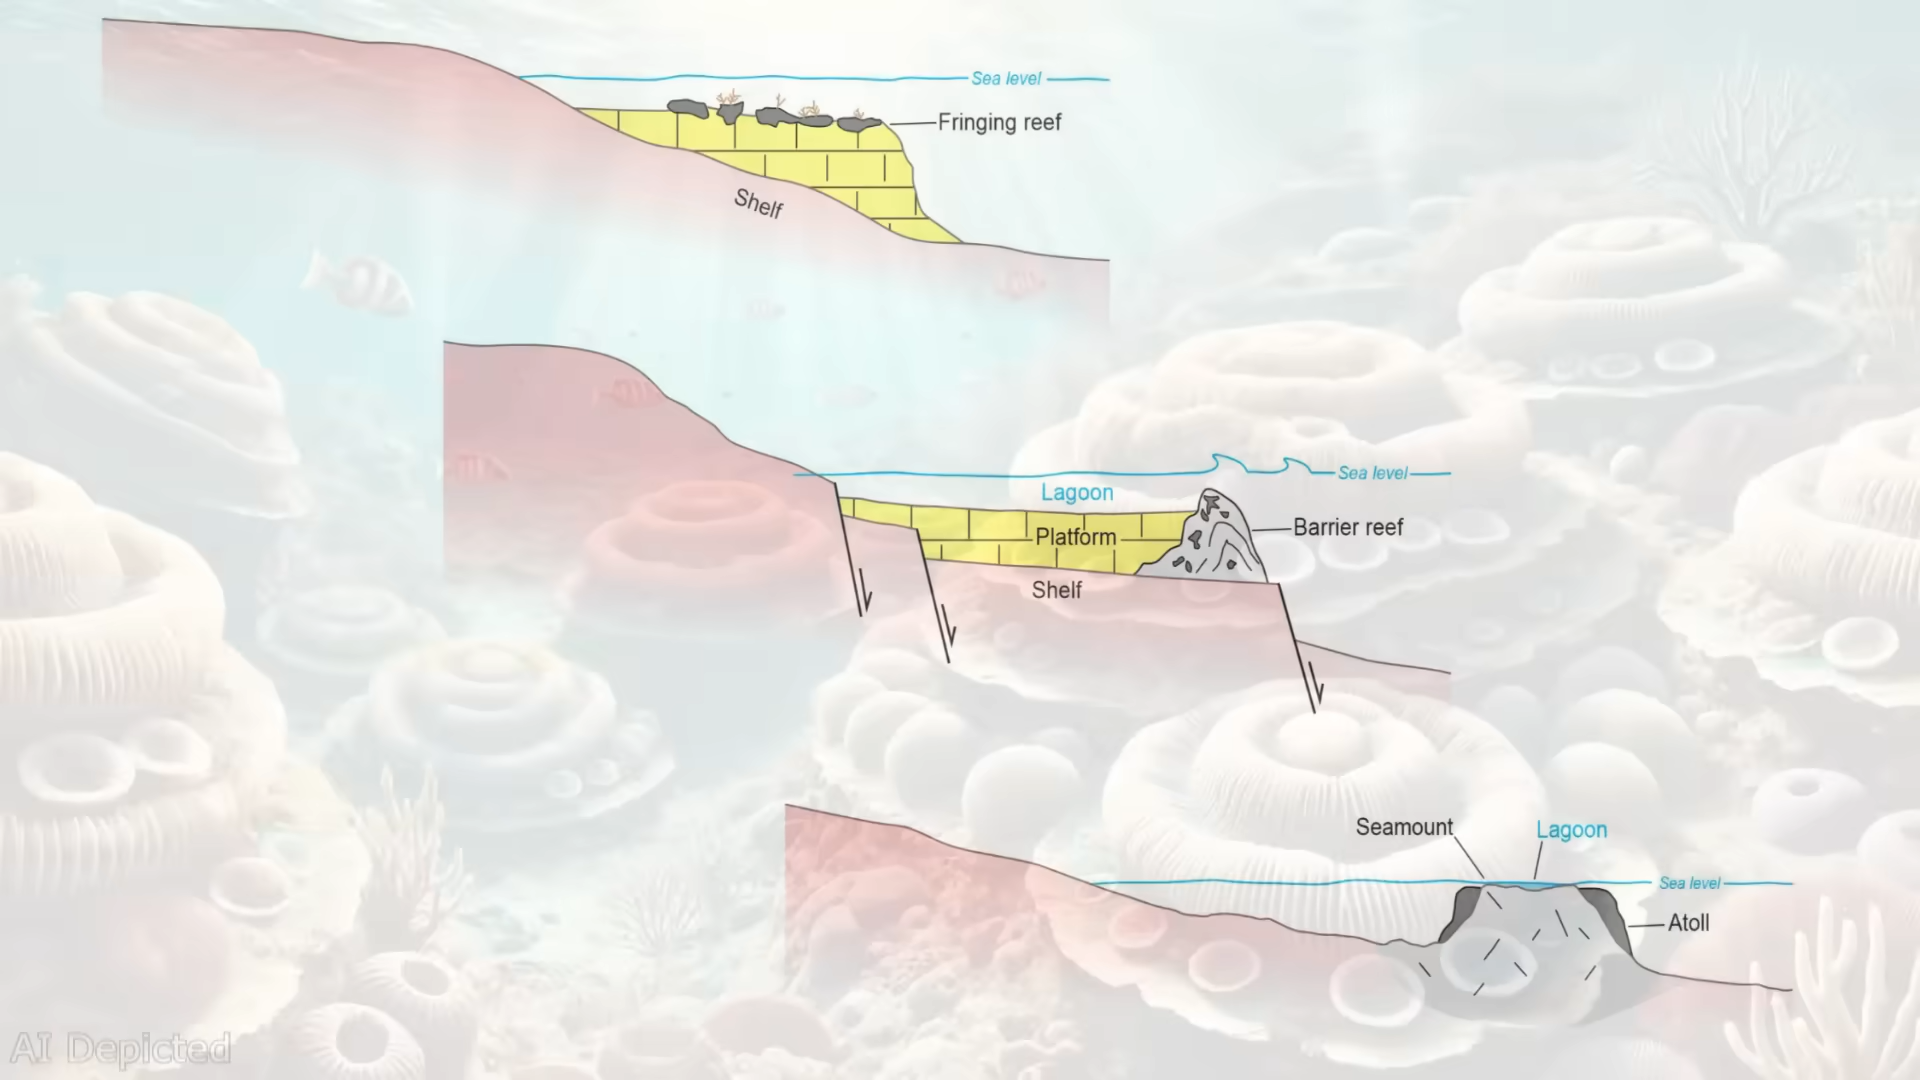 Sea level
Fringing reef
Shelf
Sea level
Lagoon
Platform
Barrier reef
Shelf
Seamount
Lagoon
Sea level
Atoll
AI Depicted